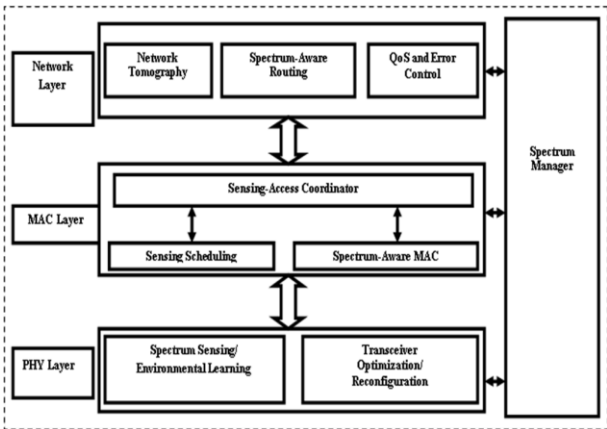 Network
Layer
Network
Tomography
Spectrum-Aware
Routing
QoS and Error
Control
Spectrum
Manager
MAC Layer
Sensing-Access Coordinator
Sensing Scheduling
Spectrum-Aware MAC
PHY Layer
Spectrum Sensing/
Environmental Learning
Transceiver
Optimization/
Reconfiguration